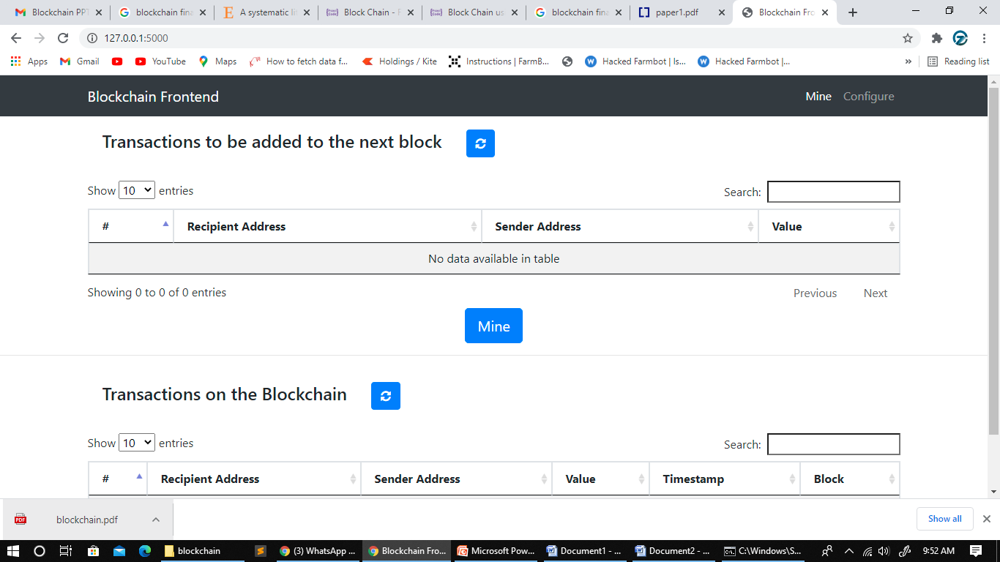 Blockchain PPT
blockchain fina
A systematic lit
Block Chain - F
Block Chain us
blockchain fina
paper1.pdf
Blockchain Fro
127.0.0.1:5000
Apps
Gmail
YouTube
Maps
How to fetch data f...
Holdings / Kite
Instructions | FarmB...
Hacked Farmbot | Is...
Hacked Farmbot |...
»
Reading list
Blockchain Frontend
Mine
Configure
Transactions to be added to the next block
Show 10 entries
Search:
# Recipient Address Sender Address Value
No data available in table
Showing 0 to 0 of 0 entries
Previous Next
Mine
Transactions on the Blockchain
Show 10 entries
Search:
# Recipient Address Sender Address Value Timestamp Block
PDF
blockchain.pdf
Show all
blockchain
(3) WhatsApp ...
Blockchain Fro...
Microsoft Pow...
Document1 - ...
Document2 - ...
C:\Windows\S...
9:52 AM